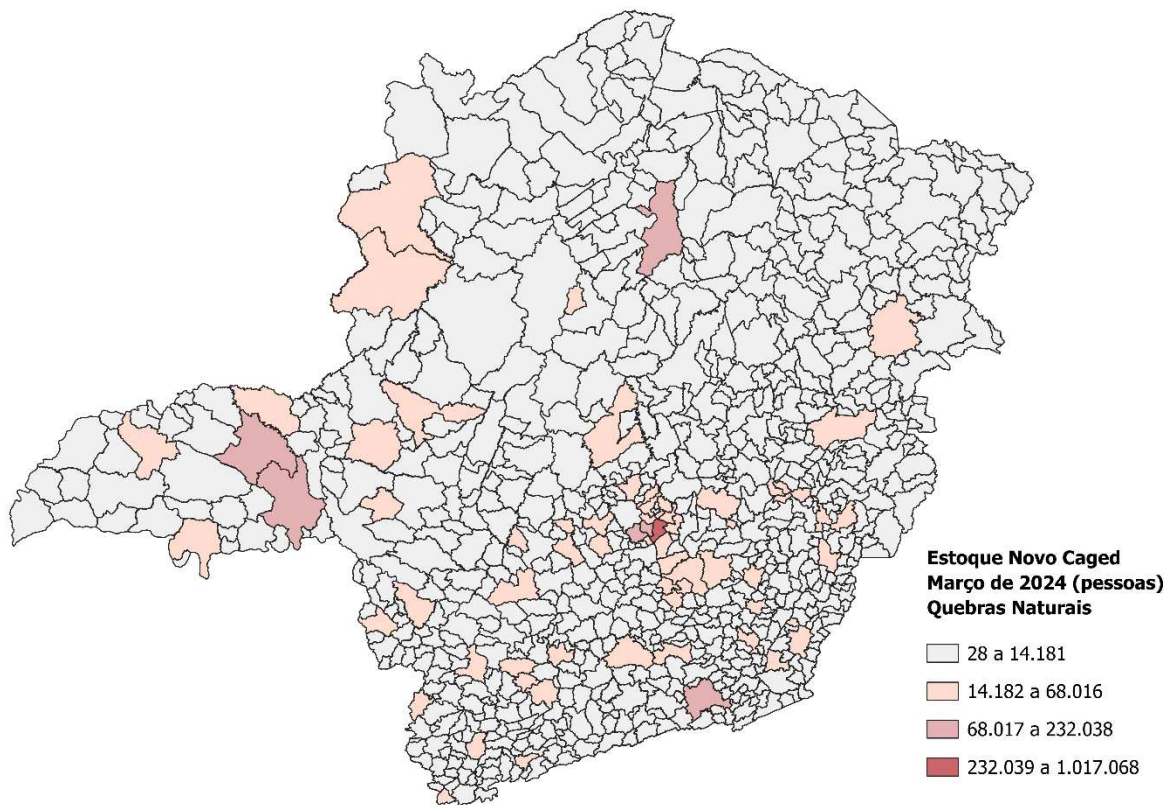 Estoque Novo Caged
Março de 2024 (pessoas)
Quebras Naturais
28 a 14.181
14.182 a 68.016
68.017 a 232.038
232.039 a 1.017.068